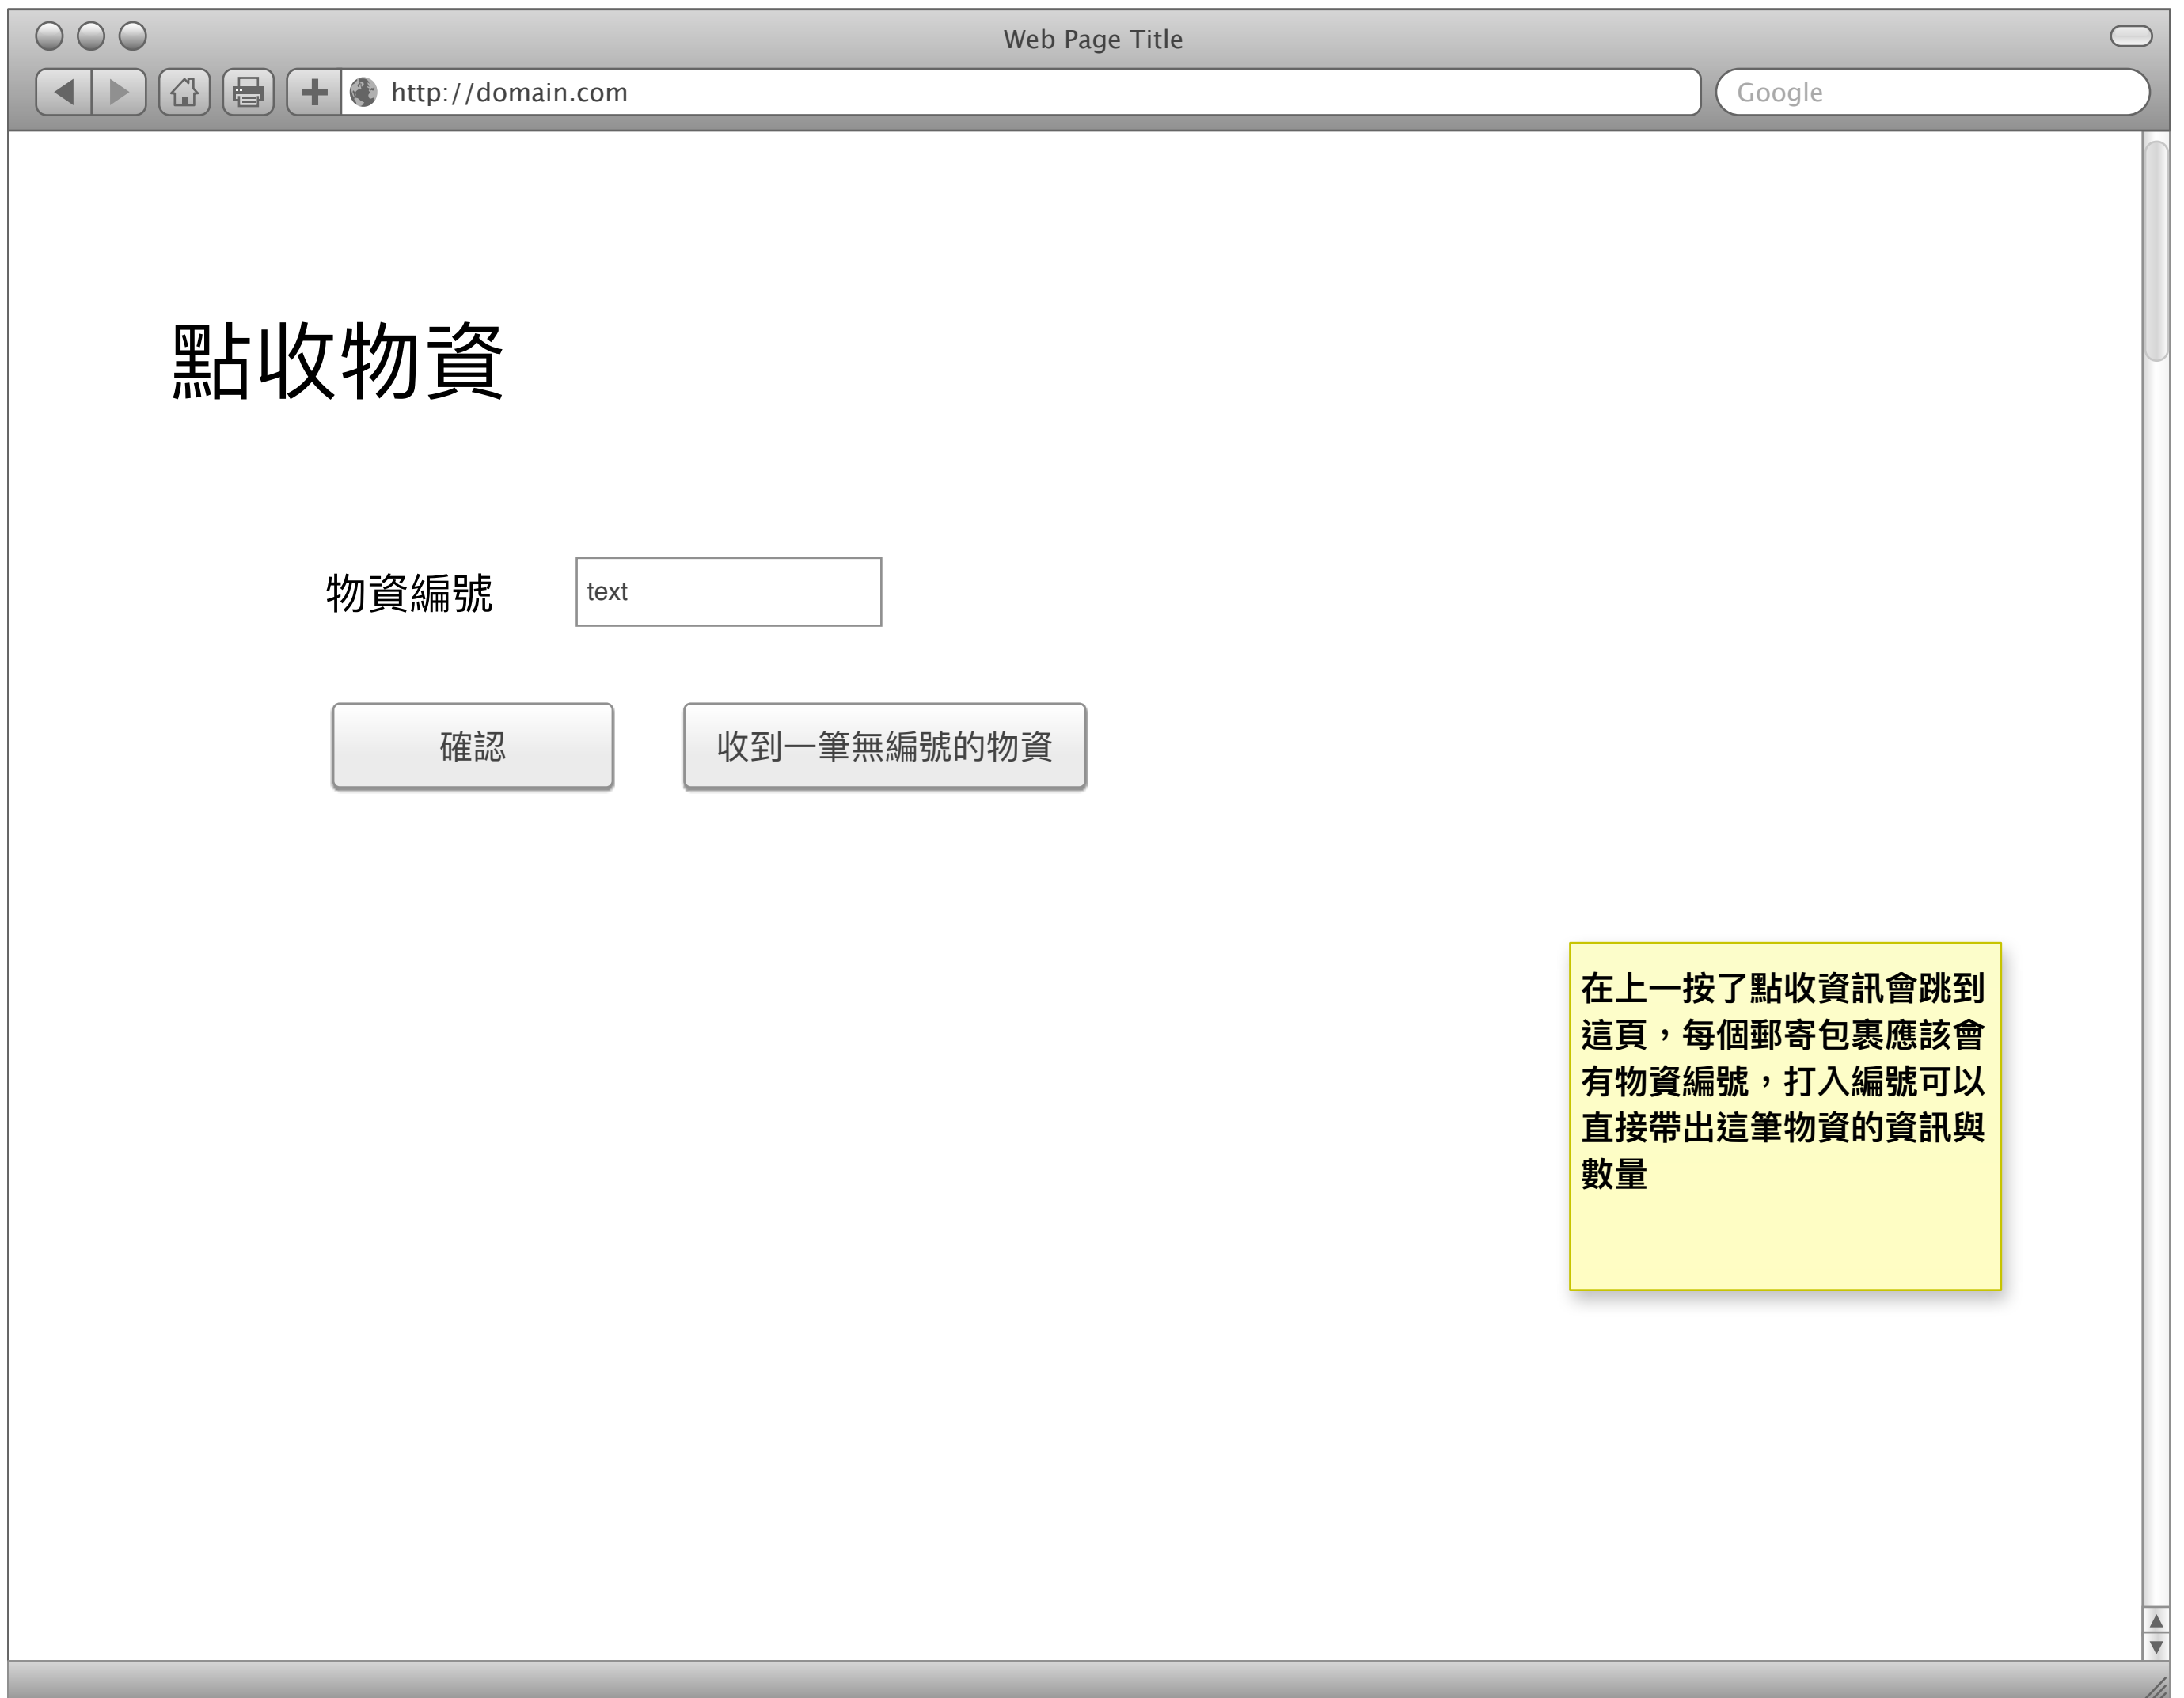 Web Page Title
http://domain.com
Google
點收物資
物資編號
text
確認
收到一筆無編號的物資
在上一按了點收資訊會跳到
這頁，每個郵寄包裹應該會
有物資編號，打入編號可以
直接帶出這筆物資的資訊與
數量